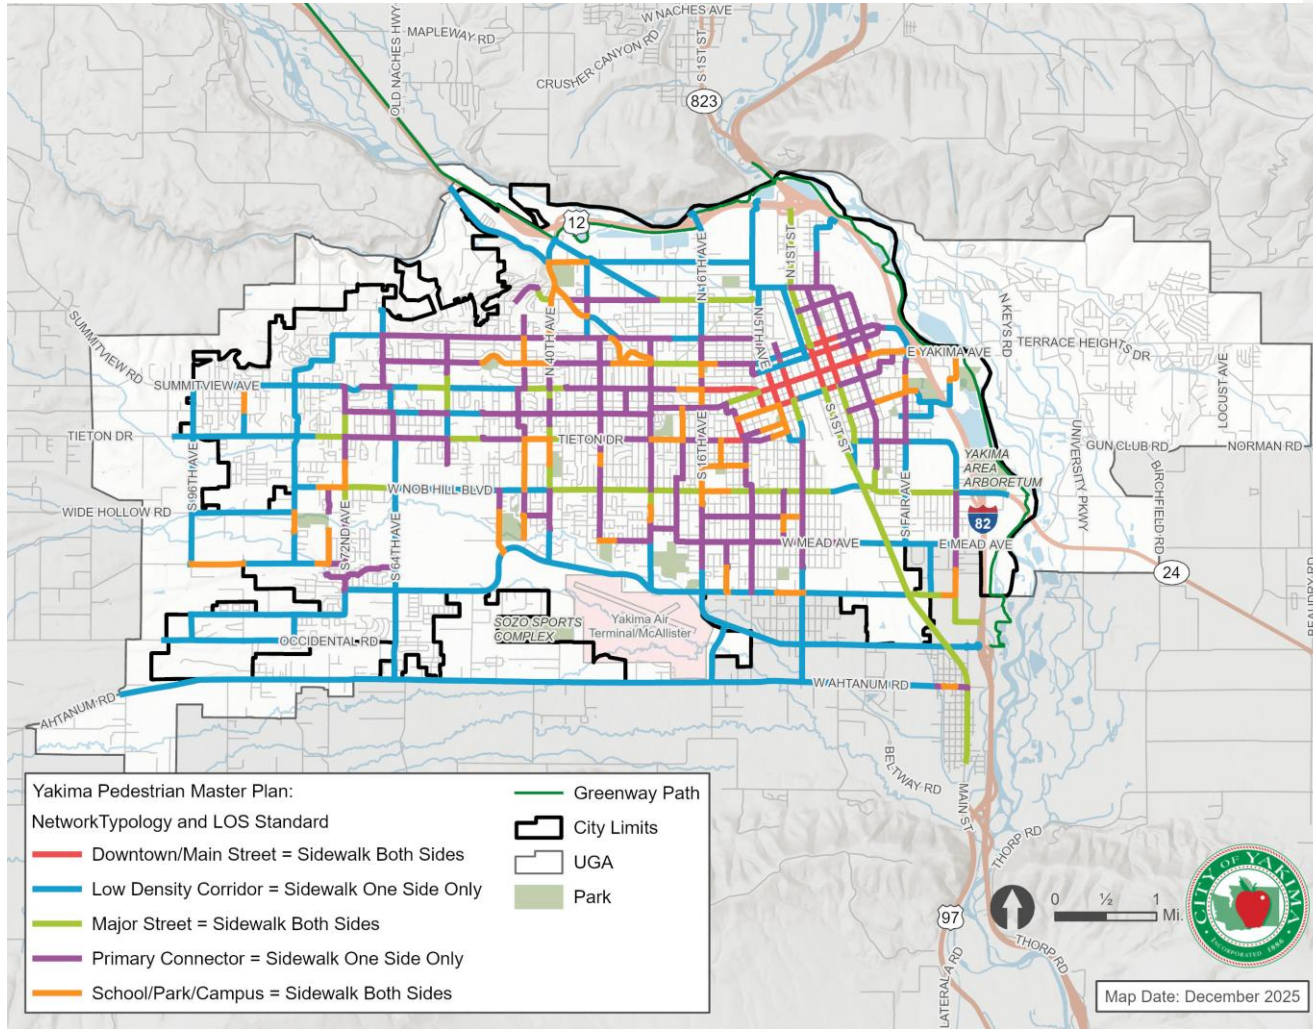 W NACHES AVE
MAPLEWAY RD
OLD NACHES HWY
CRUSHER CANYON RD
S 1ST ST
823
12
N 16TH AVE
N 1ST ST
N 5TH AVE
N 40TH AVE
N KEYS RD
TERRACE HEIGHTS DR
E YAKIMA AVE
LOCUST AVE
SUMMITVIEW RD
SUMMITVIEW AVE
TIETON DR
TIETON DR
S 1ST ST
S 16TH AVE
GUN CLUB RD
NORMAN RD
UNIVERSITY PKWY
BIRCHFIELD RD
YAKIMA
AREA
ARBORETUM
S 96TH AVE
W NOB HILL BLVD
WIDE HOLLOW RD
S 72ND AVE
S 64TH AVE
S FAIR AVE
82
W MEAD AVE
E MEAD AVE
24
BEAUDRY RD
SOZO SPORTS
COMPLEX
Yakima Air
Terminal/McAllister
OCCIDENTAL RD
AHTANUM RD
W AHTANUM RD
BELTWAY RD
MAIN ST
THORP RD
97
THORP RD
LATERAL A RD
Yakima Pedestrian Master Plan:
NetworkTypology and LOS Standard
Downtown/Main Street = Sidewalk Both Sides
Low Density Corridor = Sidewalk One Side Only
Major Street = Sidewalk Both Sides
Primary Connector = Sidewalk One Side Only
School/Park/Campus = Sidewalk Both Sides
Greenway Path
City Limits
UGA
Park
0 ½ 1
Mi.
CITY OF YAKIMA
INCORPORATED 1886
Map Date: December 2025